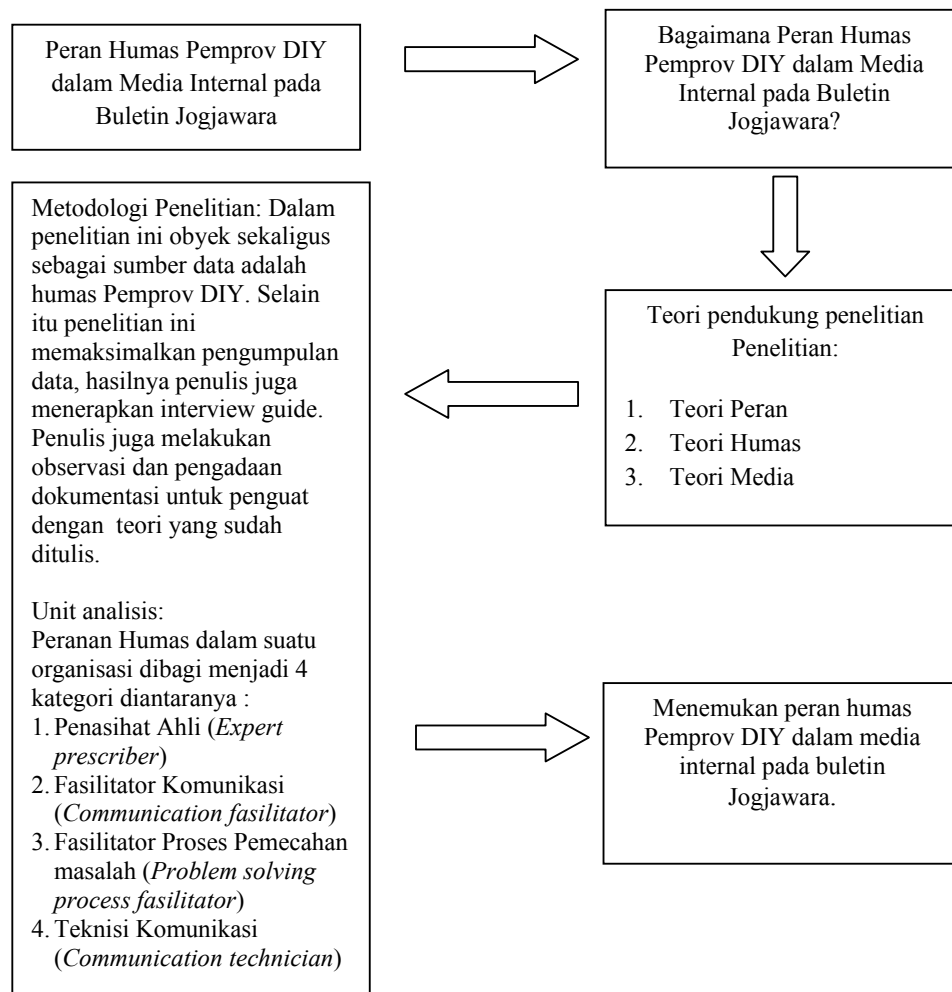 Peran Humas Pemprov DIY
dalam Media Internal pada
Buletin Jogjawara
Bagaimana Peran Humas
Pemprov DIY dalam Media
Internal pada Buletin
Jogjawara?
Teori pendukung penelitian
Penelitian:
1. Teori Peran
2. Teori Humas
3. Teori Media
Metodologi Penelitian: Dalam
penelitian ini obyek sekaligus
sebagai sumber data adalah
humas Pemprov DIY. Selain
itu penelitian ini
memaksimalkan pengumpulan
data, hasilnya penulis juga
menerapkan interview guide.
Penulis juga melakukan
observasi dan pengadaan
dokumentasi untuk penguat
dengan teori yang sudah
ditulis.
Unit analisis:
Peranan Humas dalam suatu
organisasi dibagi menjadi 4
kategori diantaranya :
1. Penasihat Ahli (Expert
prescriber)
2. Fasilitator Komunikasi
(Communication fasilitator)
3. Fasilitator Proses Pemecahan
masalah (Problem solving
process fasilitator)
4. Teknisi Komunikasi
(Communication technician)
Menemukan peran humas
Pemprov DIY dalam media
internal pada buletin
Jogjawara.